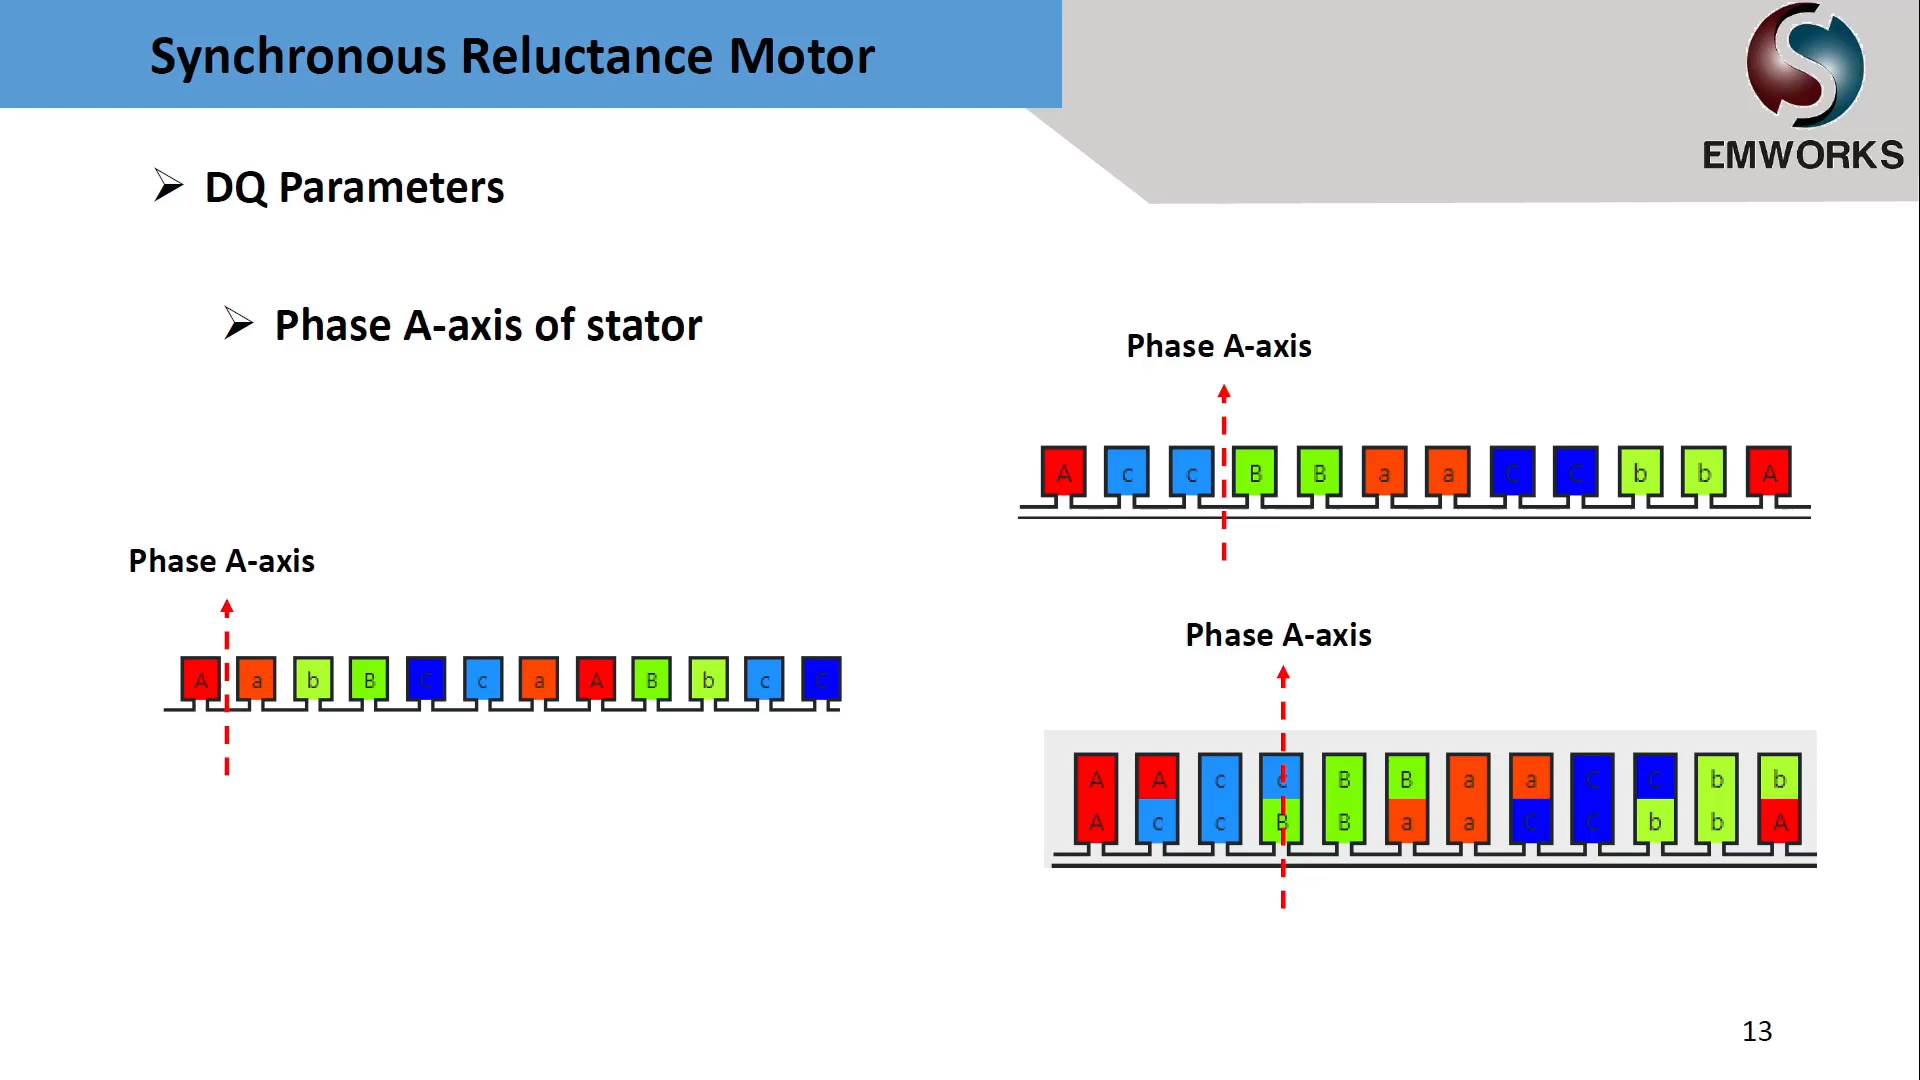 Synchronous Reluctance Motor
EMWORKS
➢ DQ Parameters
➢ Phase A-axis of stator
Phase A-axis
A c c B B a a C C b b A
Phase A-axis
A a b B C c a A B b c C
Phase A-axis
A A c c B B a a C C b b
A c c B B a a C C b b A
13